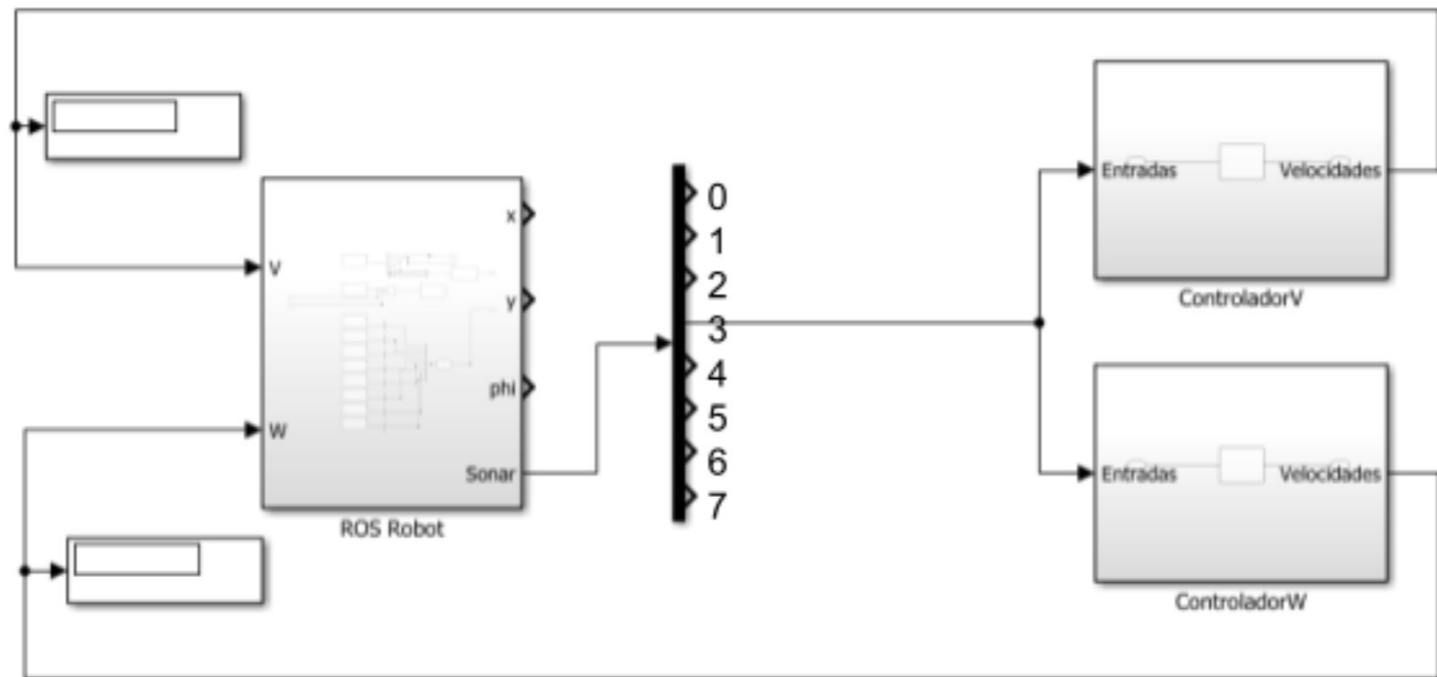 x
V
y
phi
W
Sonar
ROS Robot
0
1
2
3
4
5
6
7
Entradas
Velocidades
ControladorV
Entradas
Velocidades
ControladorW